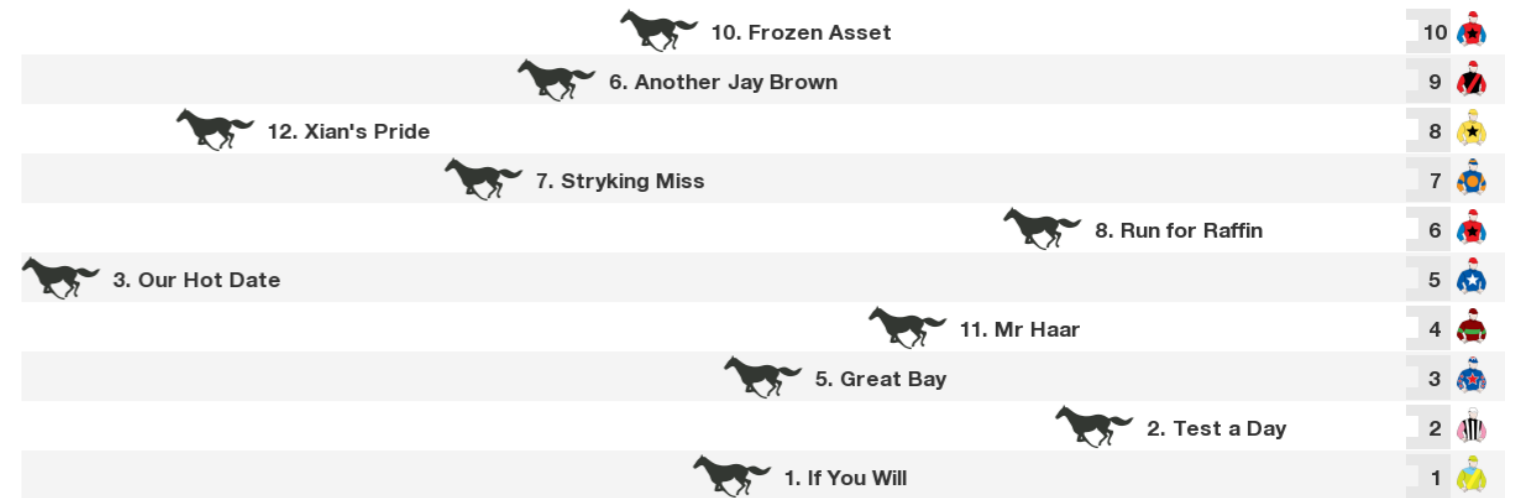 10. Frozen Asset 10
6. Another Jay Brown 9
12. Xian's Pride 8
7. Stryking Miss 7
8. Run for Raffin 6
3. Our Hot Date 5
11. Mr Haar 4
5. Great Bay 3
2. Test a Day 2
1. If You Will 1